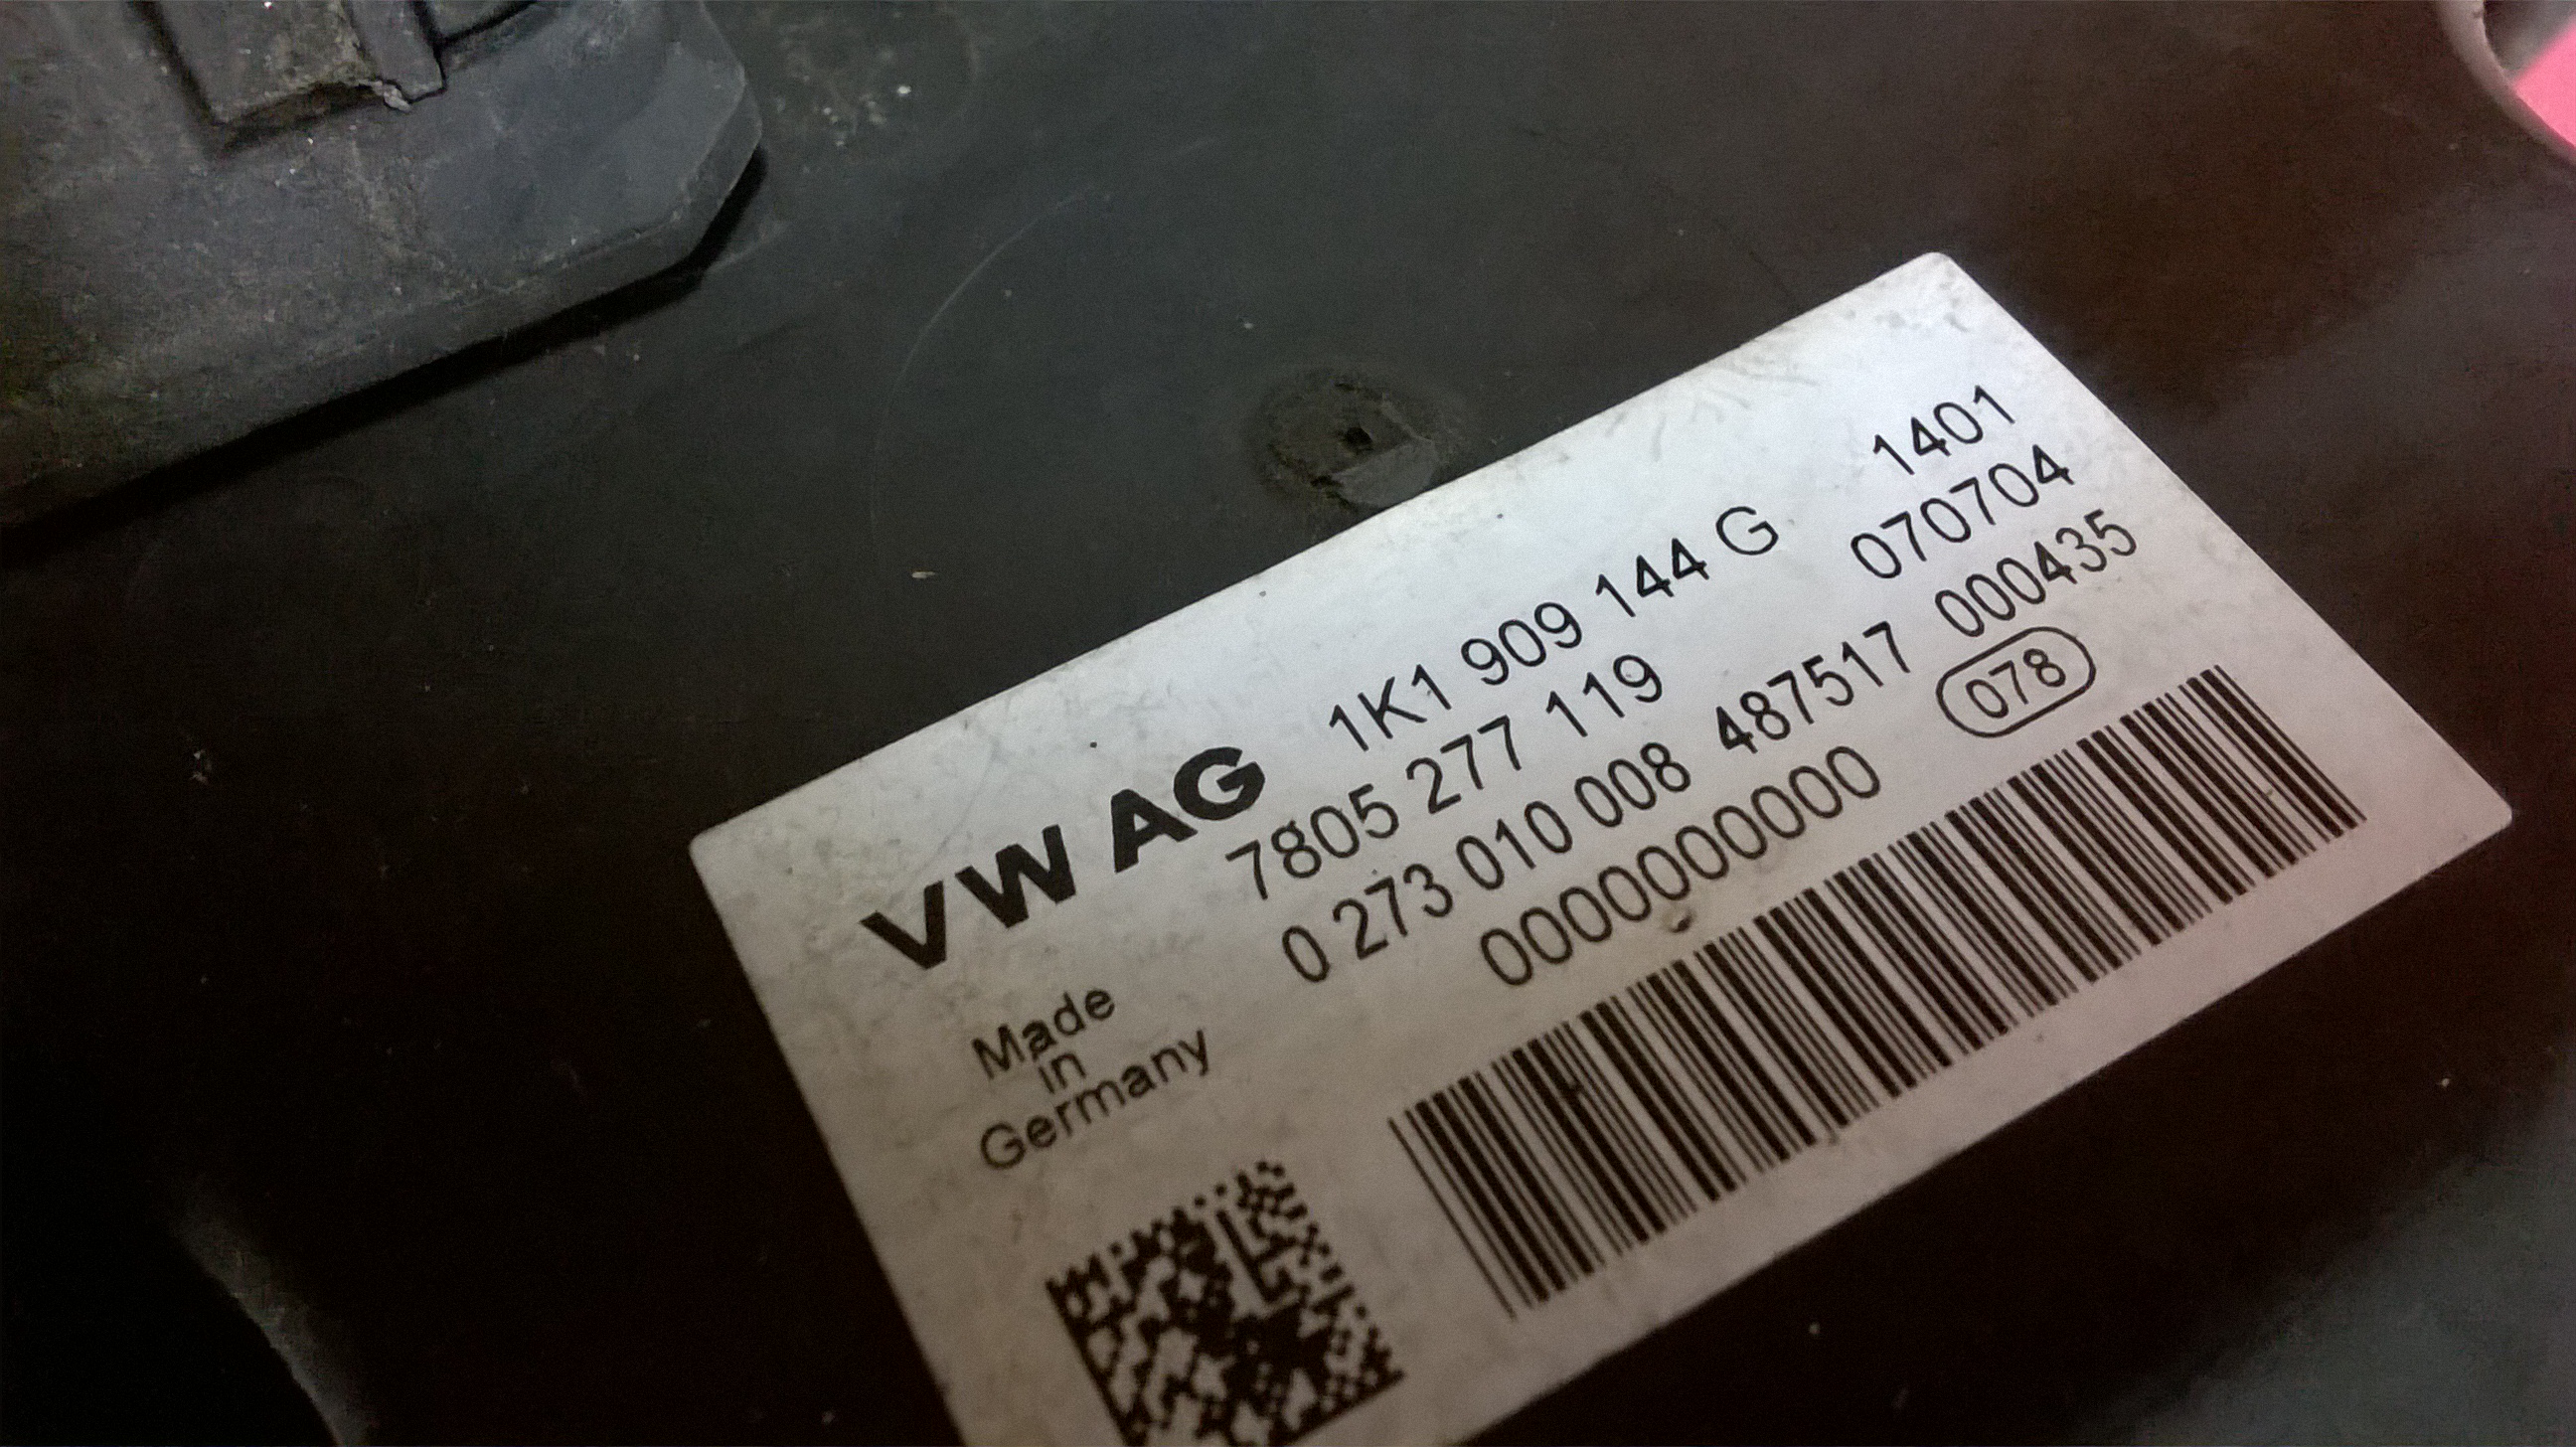 VW AG 1K1 909 144 G 1401
7805 277 119 070704
0 273 010 008 487517 000435
0000000000 078
Made
in
Germany